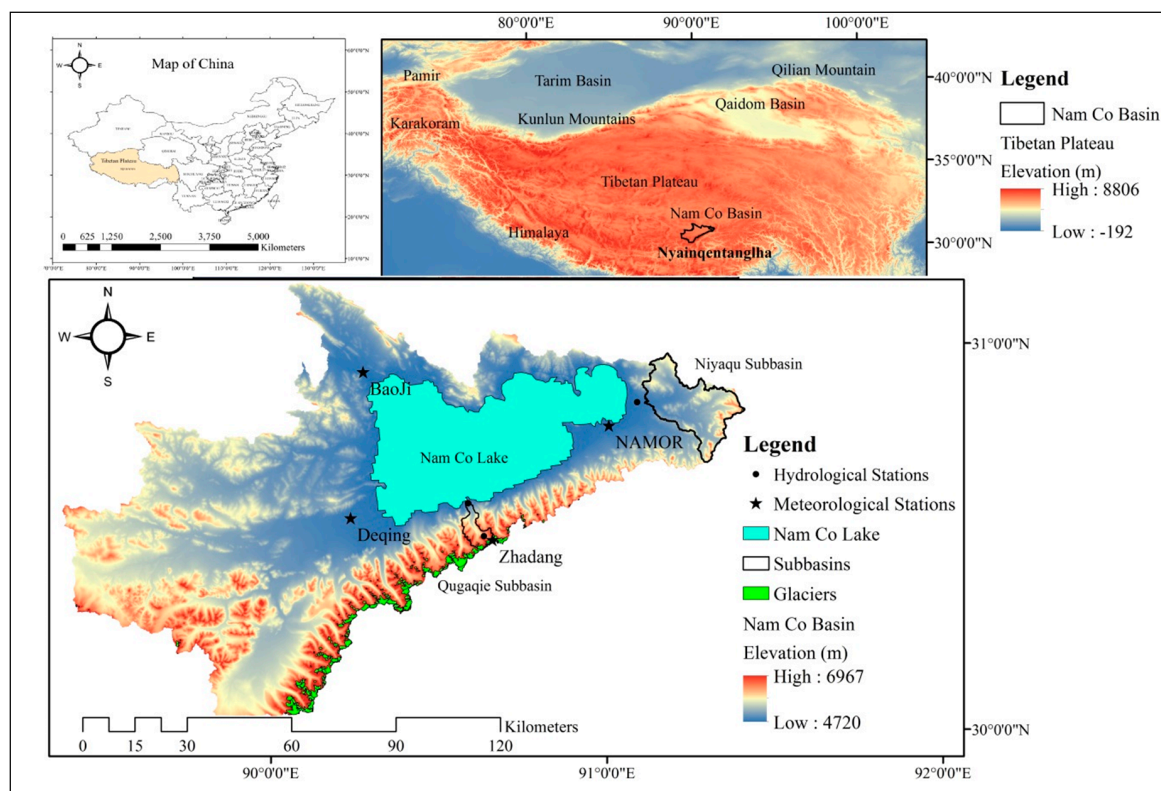 80°0'0"E 90°0'0"E 100°0'0"E
N
W E
S
Map of China
Tibetan Plateau
0 625 1,250 2,500 3,750 5,000
Kilometers
Pamir
Tarim Basin
Qilian Mountain
Karakoram
Kunlun Mountains
Qaidom Basin
Tibetan Plateau
Nam Co Basin
Himalaya
Nyainqentanglha
40°0'0"N
35°0'0"N
30°0'0"N
Legend
Nam Co Basin
Tibetan Plateau
Elevation (m)
High : 8806
Low : -192
N
W E
S
BaoJi
Nam Co Lake
NAMOR
Niyaqu Subbasin
Deqing
Zhadang
Qugaqie Subbasin
Legend
Hydrological Stations
Meteorological Stations
Nam Co Lake
Subbasins
Glaciers
Nam Co Basin
Elevation (m)
High : 6967
Low : 4720
Kilometers
0 15 30 60 90 120
31°0'0"N
30°0'0"N
90°0'0"E 91°0'0"E 92°0'0"E